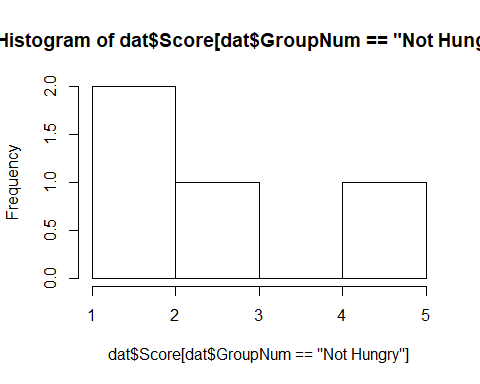 Histogram of dat$Score[dat$GroupNum == "Not Hung
Frequency
2.0
1.5
1.0
0.5
0.0
1 2 3 4 5
dat$Score[dat$GroupNum == "Not Hungry"]